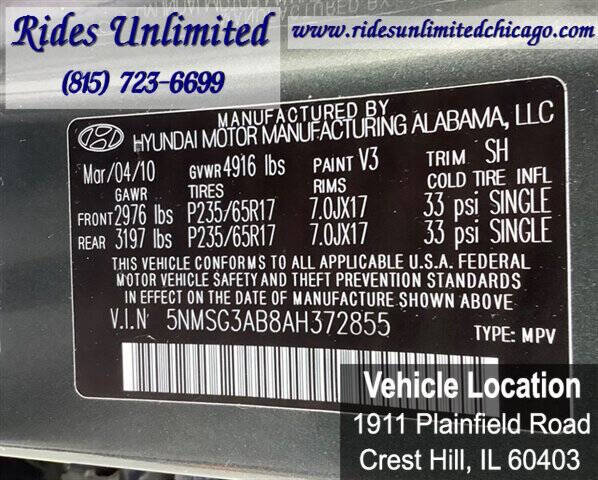 Rides Unlimited
(815) 723-6699
www.ridesunlimitedchicago.com
MANUFACTURED BY
HYUNDAI MOTOR MANUFACTURING ALABAMA, LLC
Mar/04/10 GVWR 4916 lbs PAINT V3 TRIM SH
GAWR TIRES RIMS COLD TIRE INFL
FRONT 2976 lbs P235/65R17 7.0JX17 33 psi SINGLE
REAR 3197 lbs P235/65R17 7.0JX17 33 psi SINGLE
THIS VEHICLE CONFORMS TO ALL APPLICABLE U.S.A. FEDERAL
MOTOR VEHICLE SAFETY AND THEFT PREVENTION STANDARDS
IN EFFECT ON THE DATE OF MANUFACTURE SHOWN ABOVE.
V.I.N 5NMSG3AB8AH372855 TYPE: MPV
Vehicle Location
1911 Plainfield Road
Crest Hill, IL 60403